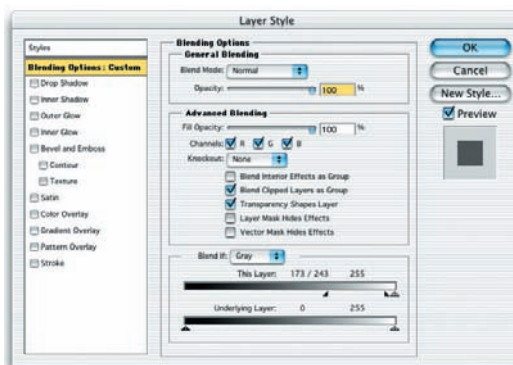 Layer Style
Styles
Blending Options: Custom
Drop Shadow
Inner Shadow
Outer Glow
Inner Glow
Bevel and Emboss
Contour
Texture
Satin
Color Overlay
Gradient Overlay
Pattern Overlay
Stroke
Blending Options
General Blending
Blend Mode: Normal
Opacity: 100 %
Advanced Blending
Fill Opacity: 100 %
Channels: R G B
Knockout: None
Blend Interior Effects as Group
Blend Clipped Layers as Group
Transparency Shapes Layer
Layer Mask Hides Effects
Vector Mask Hides Effects
Blend If: Gray
This Layer: 173 / 243 255
Underlying Layer: 0 255
OK
Cancel
New Style...
Preview